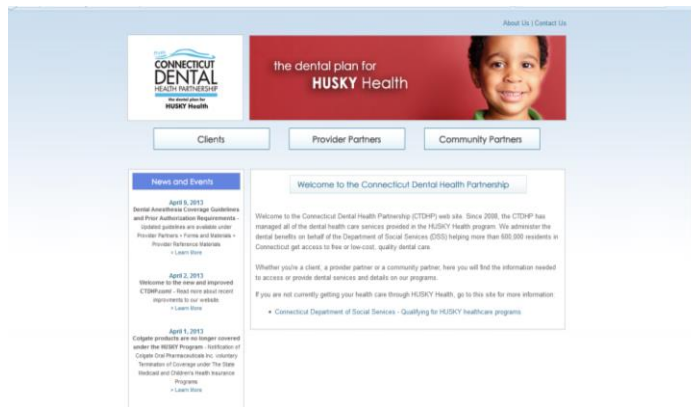 About Us | Contact Us
CONNECTICUT
DENTAL
HEALTH PARTNERSHIP
the dental plan for
HUSKY Health
the dental plan for
HUSKY Health
Clients
Provider Partners
Community Partners
News and Events
April 9, 2013
Dental Anesthesia Coverage Guidelines
and Prior Authorization Requirements -
Updated guidelines are available under
Provider Partners > Forms and Materials >
Provider Reference Materials.
» Learn More
April 2, 2013
Welcome to the new and improved
CTDHP.com! - Read more about recent
improvments to our website.
» Learn More
April 1, 2013
Colgate products are no longer covered
under the HUSKY Program - Notification of
Colgate Oral Pharmaceuticals Inc. voluntary
Termination of Coverage under The State
Medicaid and Children's Health Insurance
Programs
» Learn More
Welcome to the Connecticut Dental Health Partnership
Welcome to the Connecticut Dental Health Partnership (CTDHP) web site. Since 2008, the CTDHP has
managed all of the dental health care services provided in the HUSKY Health program. We administer the
dental benefits on behalf of the Department of Social Services (DSS) helping more than 600,000 residents in
Connecticut get access to free or low-cost, quality dental care.
Whether you're a client, a provider partner or a community partner, here you will find the information needed
to access or provide dental services and details on our programs.
If you are not currently getting your health care through HUSKY Health, go to this site for more information:
• Connecticut Department of Social Services - Qualifying for HUSKY healthcare programs